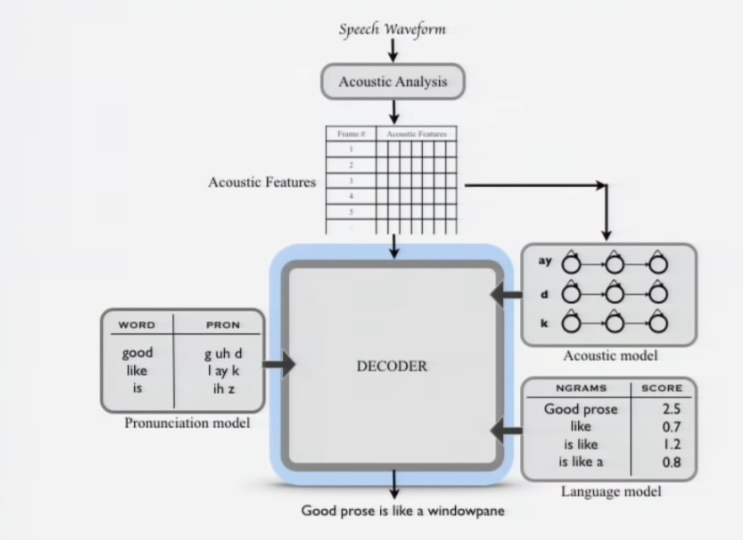 Speech Waveform
Acoustic Analysis
Frame # Acoustic Features
1
2
3
4
5
Acoustic Features
ay
d
k
Acoustic model
WORD PRON
good g uh d
like l ay k
is ih z
Pronunciation model
DECODER
NGRAMS SCORE
Good prose 2.5
like 0.7
is like 1.2
is like a 0.8
Language model
Good prose is like a windowpane